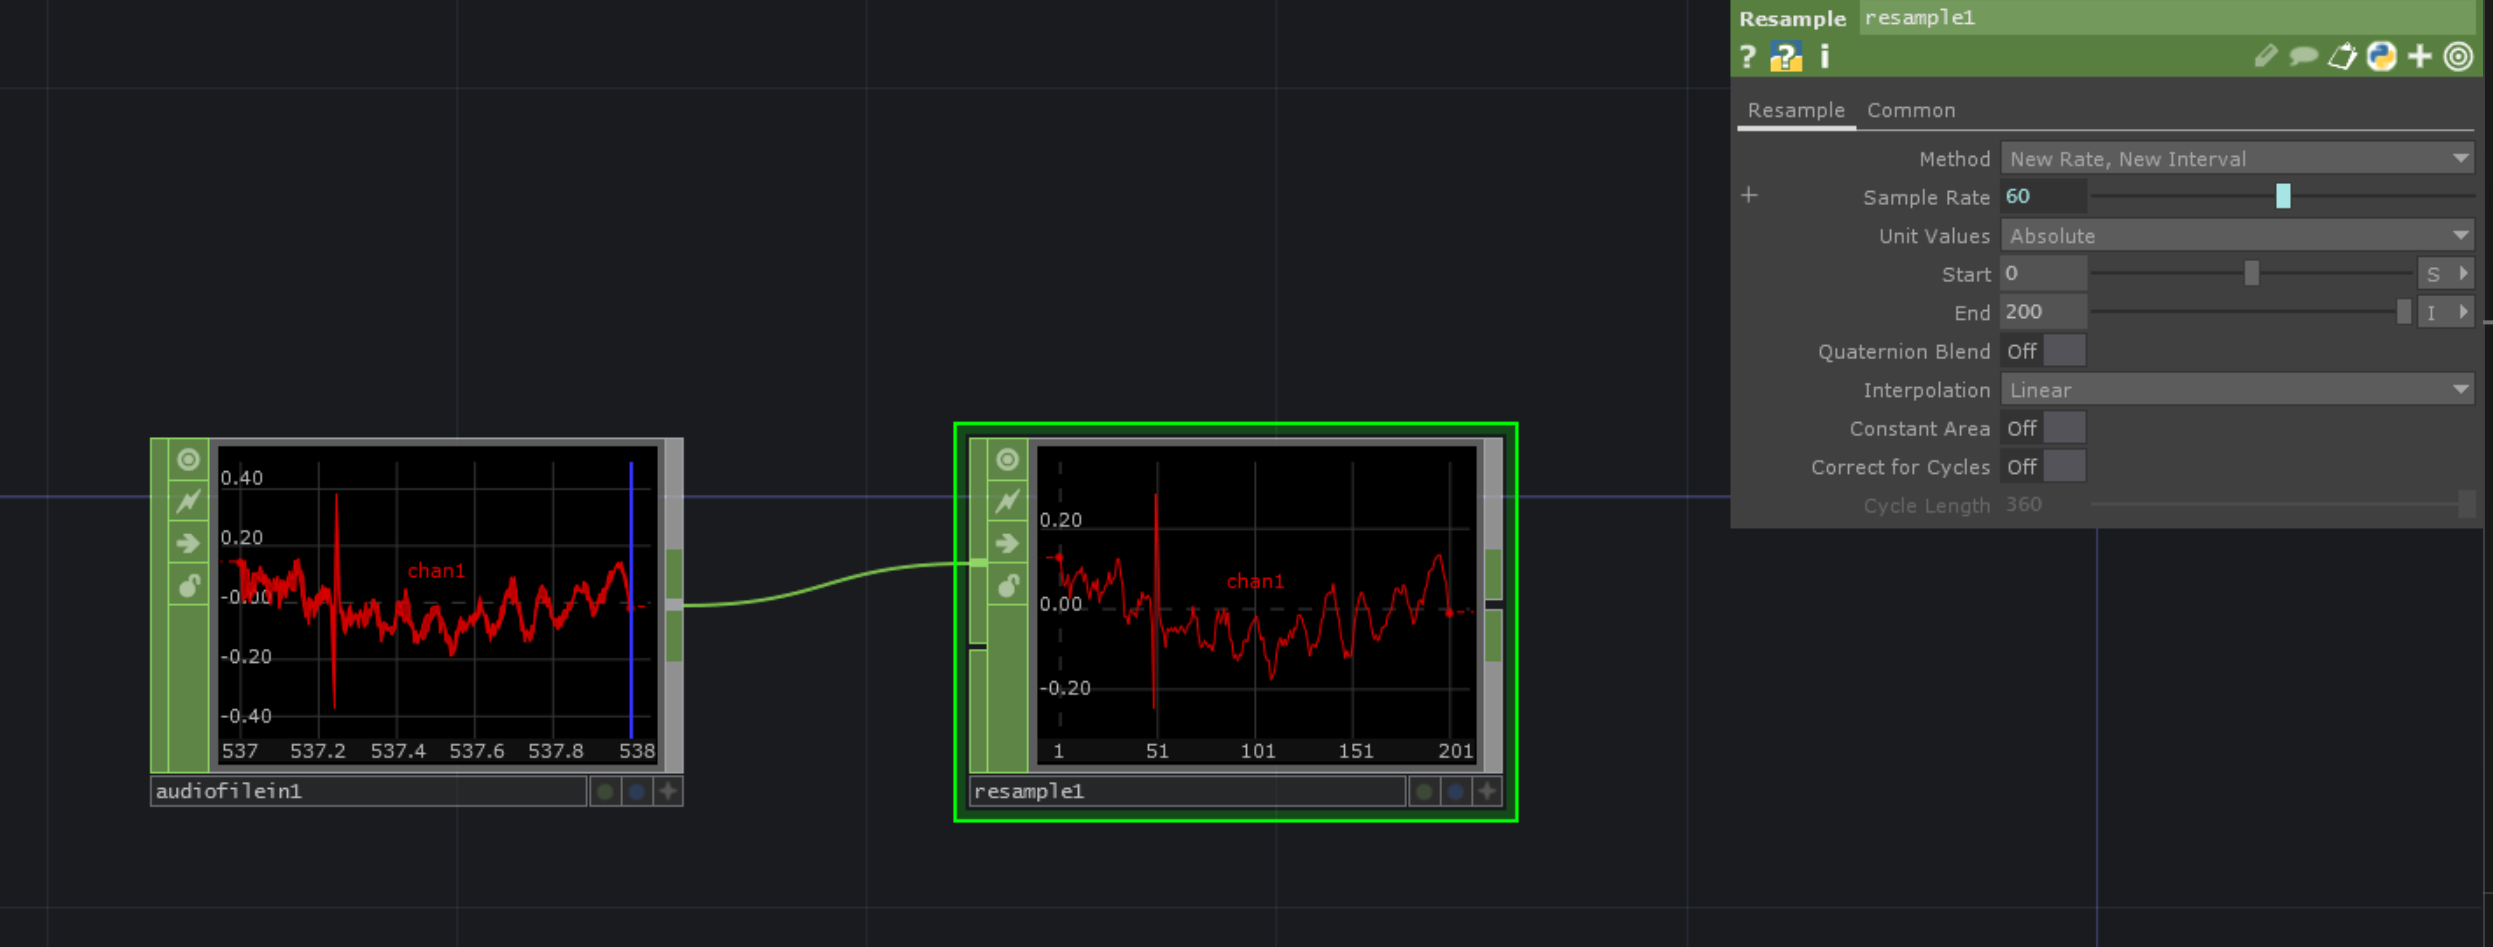 Resample resample1
? ? i
Resample Common
Method New Rate, New Interval
Sample Rate 60
Unit Values Absolute
Start 0 S
End 200 I
Quaternion Blend Off
Interpolation Linear
Constant Area Off
Correct for Cycles Off
Cycle Length 360
0.40
0.20
chan1
-0.00
-0.20
-0.40
537 537.2 537.4 537.6 537.8 538
audiofilein1
0.20
chan1
0.00
-0.20
1 51 101 151 201
resample1